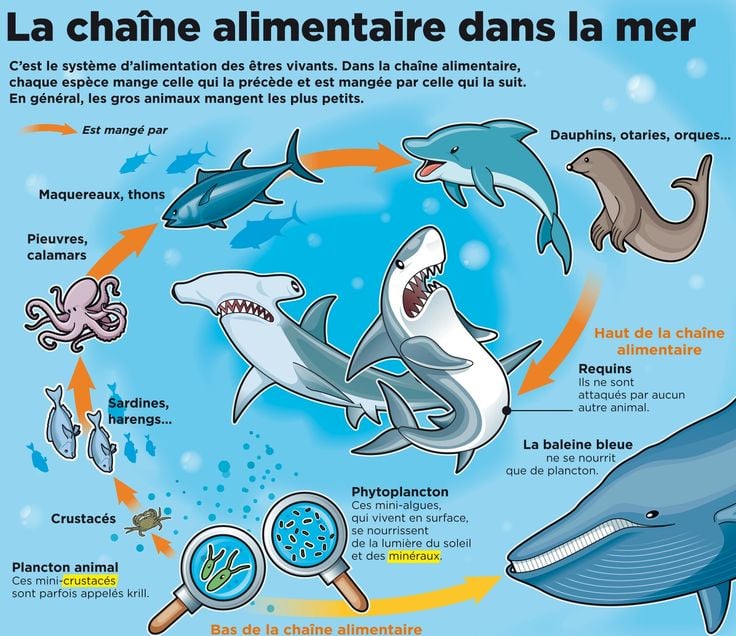 La chaîne alimentaire dans la mer
C'est le système d'alimentation des êtres vivants. Dans la chaîne alimentaire,
chaque espèce mange celle qui la précède et est mangée par celle qui la suit.
En général, les gros animaux mangent les plus petits.
Est mangé par
Dauphins, otaries, orques...
Maquereaux, thons
Pieuvres,
calamars
Haut de la chaîne
alimentaire
Requins
Ils ne sont
attaqués par aucun
autre animal.
Sardines,
harengs...
La baleine bleue
ne se nourrit
que de plancton.
Phytoplancton
Ces mini-algues,
qui vivent en surface,
se nourrissent
de la lumière du soleil
et des minéraux.
Crustacés
Plancton animal
Ces mini-crustacés
sont parfois appelés krill.
Bas de la chaîne alimentaire